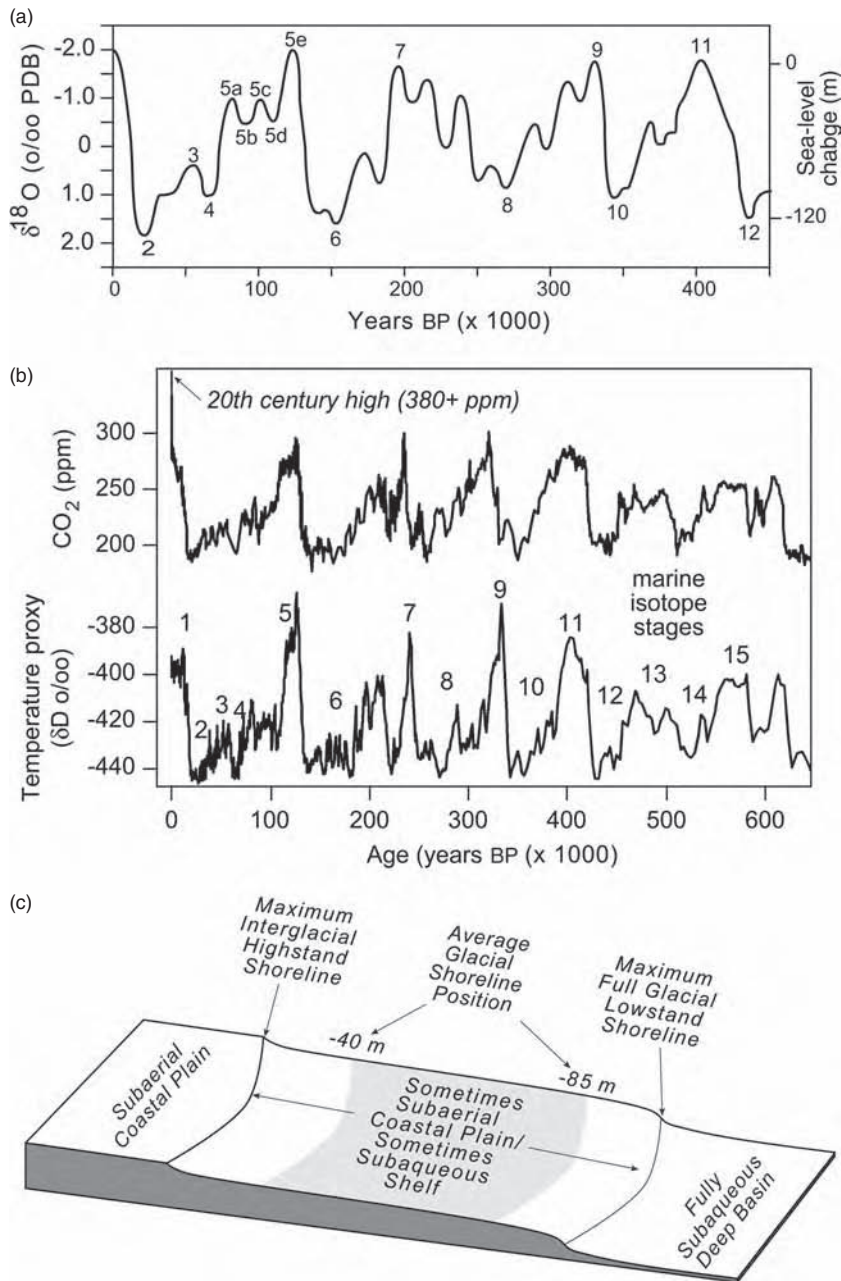 (a)
δ18O (o/oo PDB)
-2.0
-1.0
0
1.0
2.0
2
3
4
5a
5b
5c
5d
5e
6
7
8
9
10
11
12
0
-120
Sea-level
chabge (m)
0
100
200
300
400
Years BP (x 1000)
(b)
20th century high (380+ ppm)
CO2 (ppm)
300
250
200
marine
isotope
stages
Temperature proxy
(δD o/oo)
-380
-400
-420
-440
1
2
3
4
5
6
7
8
9
10
11
12
13
14
15
0
100
200
300
400
500
600
Age (years BP (x 1000)
(c)
Maximum
Interglacial
Highstand
Shoreline
Average
Glacial
Shoreline
Position
Maximum
Full Glacial
Lowstand
Shoreline
-40 m
-85 m
Subaerial
Coastal Plain
Sometimes
Subaerial
Coastal Plain/
Sometimes
Subaqueous
Shelf
Fully
Subaqueous
Deep Basin